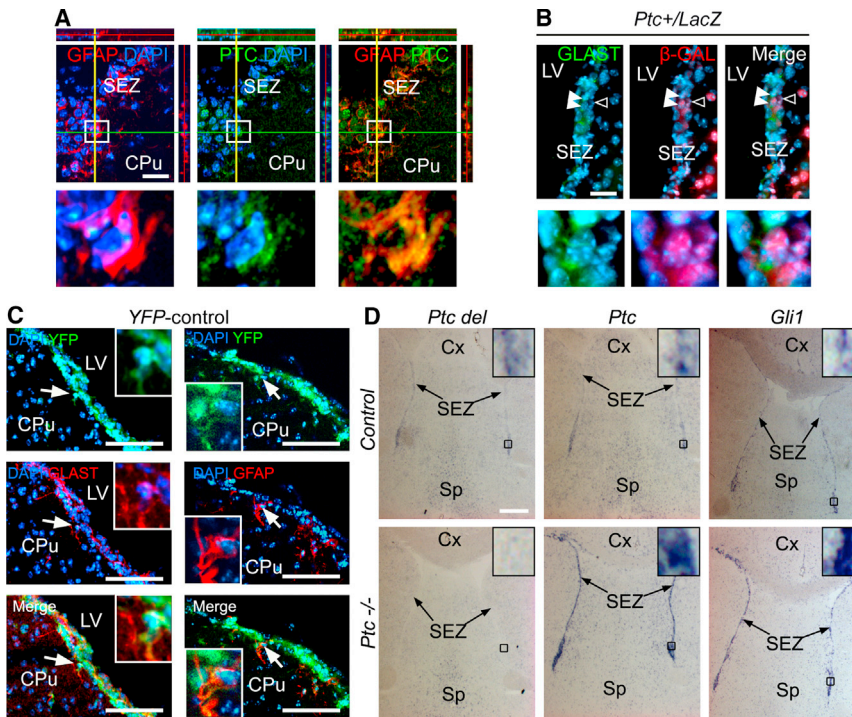 A
GFAP DAPI
SEZ
CPu
PTC DAPI
SEZ
CPu
GFAP PTC
SEZ
CPu
B
Ptc+/LacZ
GLAST
LV
SEZ
β-GAL
LV
SEZ
Merge
LV
SEZ
C
YFP-control
DAPI YFP
LV
CPu
DAPI YFP
CPu
DAPI GLAST
LV
CPu
DAPI GFAP
CPu
Merge
LV
CPu
Merge
CPu
D
Ptc del
Ptc
Gli1
Control
Cx
SEZ
Sp
Cx
SEZ
Sp
Cx
SEZ
Sp
Ptc -/-
Cx
SEZ
Sp
Cx
SEZ
Sp
Cx
SEZ
Sp